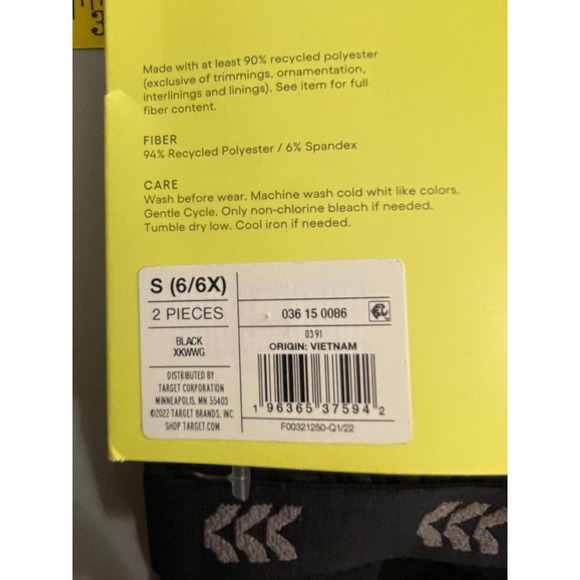 3
Made with at least 90% recycled polyester
(exclusive of trimmings, ornamentation,
interlinings and linings). See item for full
fiber content.
FIBER
94% Recycled Polyester / 6% Spandex
CARE
Wash before wear. Machine wash cold whit like colors.
Gentle Cycle. Only non-chlorine bleach if needed.
Tumble dry low. Cool iron if needed.
S (6/6X)
2 PIECES
BLACK
XKWWG
DISTRIBUTED BY
TARGET CORPORATION
MINNEAPOLIS, MN 55403
©2022 TARGET BRANDS, INC
SHOP TARGET.COM
036 15 0086
0391
ORIGIN: VIETNAM
1 96365 37594 2
F00321250-Q1/22